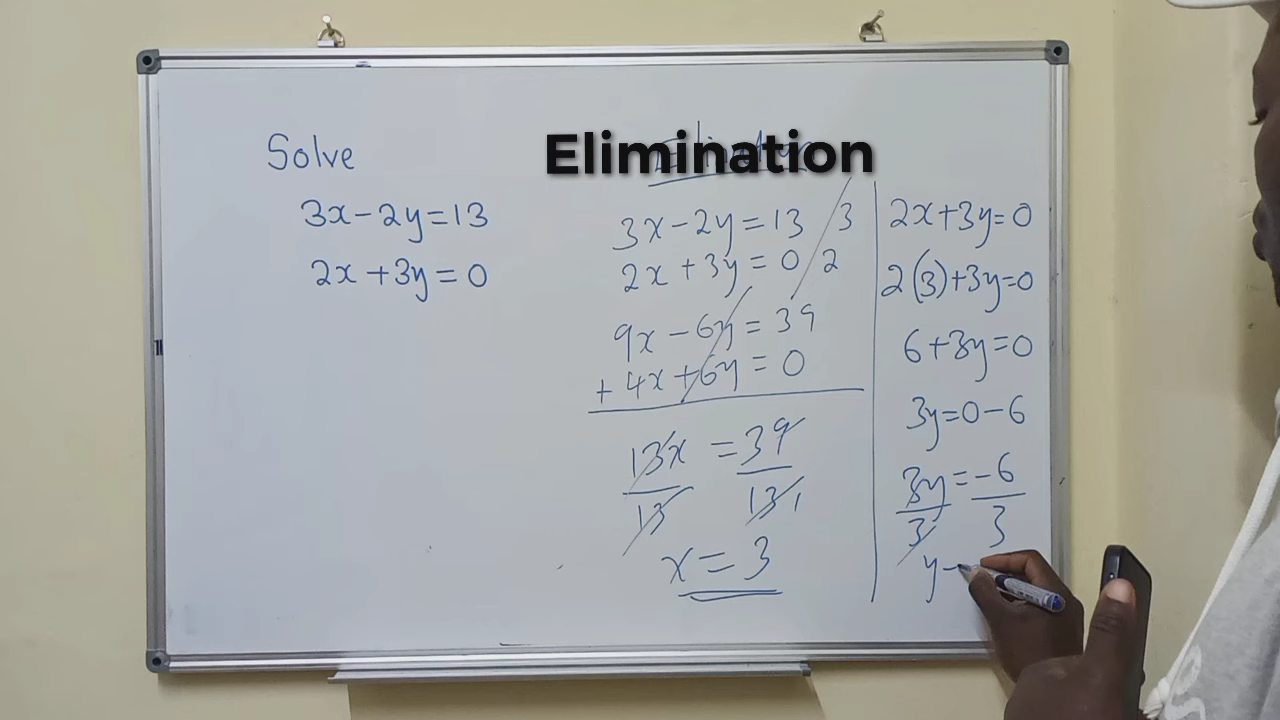 Solve
3x-2y=13
2x+3y=0
Elimination
3x-2y=13 3
2x+3y=0 2
9x-6y=39
+4x+6y=0
13x=39
13 13
x=3
2x+3y=0
2(3)+3y=0
6+3y=0
3y=0-6
3y=-6
3 3
y